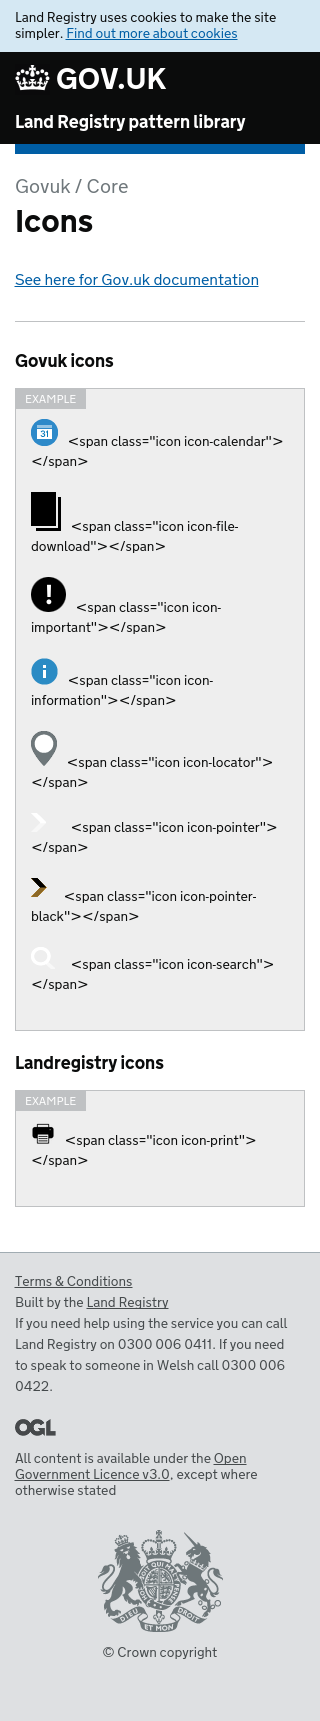 Land Registry uses cookies to make the site
simpler. Find out more about cookies
GOV.UK
Land Registry pattern library
Govuk / Core
Icons
See here for Gov.uk documentation
Govuk icons
EXAMPLE
31
<span class="icon icon-calendar">
</span>
<span class="icon icon-file-
download"></span>
<span class="icon icon-
important"></span>
<span class="icon icon-
information"></span>
<span class="icon icon-locator">
</span>
<span class="icon icon-pointer">
</span>
<span class="icon icon-pointer-
black"></span>
<span class="icon icon-search">
</span>
Landregistry icons
EXAMPLE
<span class="icon icon-print">
</span>
Terms & Conditions
Built by the Land Registry
If you need help using the service you can call
Land Registry on 0300 006 0411. If you need
to speak to someone in Welsh call 0300 006
0422.
OGL
All content is available under the Open
Government Licence v3.0, except where
otherwise stated
DIEU ET MON DROIT
© Crown copyright